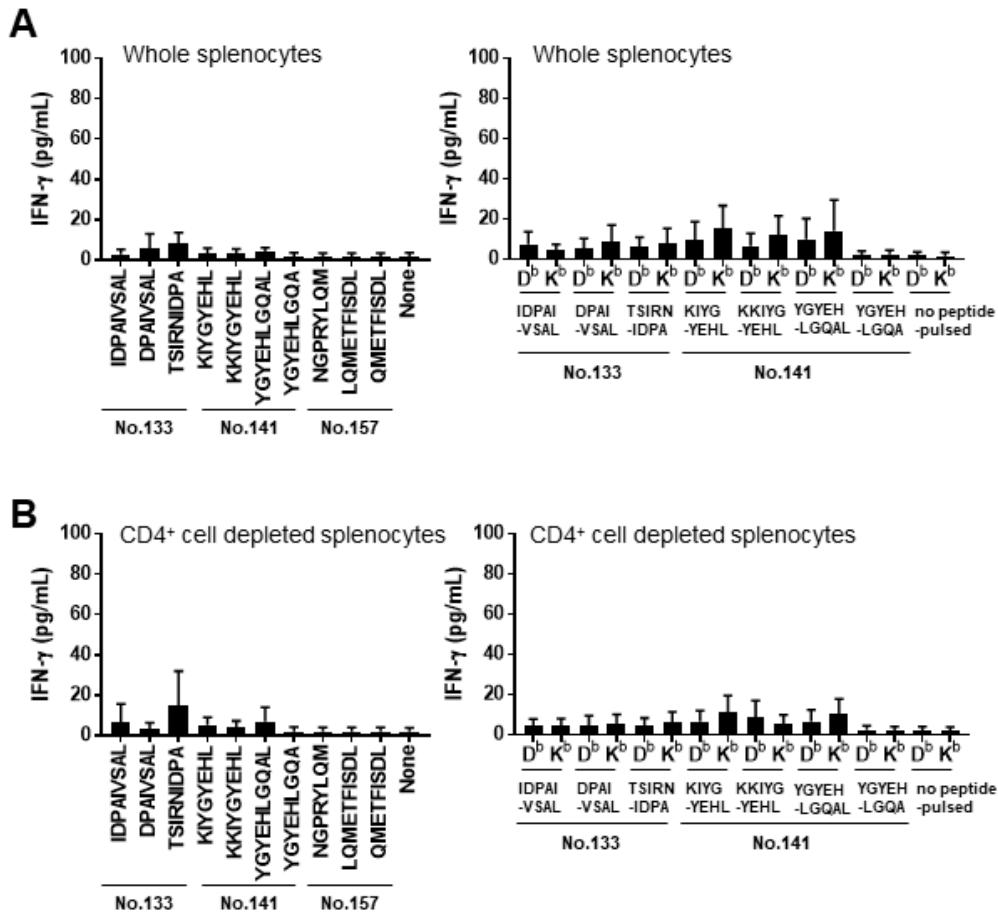 A
Whole splenocytes
IFN-γ (pg/mL)
100
80
60
40
20
0
IDPAIVSAL
DPAIVSAL
TSIRNIDPA
KIYGYEHL
KKIYGYEHL
YGYEHLGQAL
YGYEHLGQA
NGPRYLQM
LQMETFISDL
QMETFISDL
None
No.133 No.141 No.157
Whole splenocytes
IFN-γ (pg/mL)
100
80
60
40
20
0
Dᵇ Kᵇ Dᵇ Kᵇ Dᵇ Kᵇ Dᵇ Kᵇ Dᵇ Kᵇ Dᵇ Kᵇ Dᵇ Kᵇ Dᵇ Kᵇ
IDPAI DPAI TSIRN KIYG KKIYG YGYEH YGYEH no peptide
-VSAL -VSAL -IDPA -YEHL -YEHL -LGQAL -LGQA -pulsed
No.133 No.141
B
CD4⁺ cell depleted splenocytes
IFN-γ (pg/mL)
100
80
60
40
20
0
IDPAIVSAL
DPAIVSAL
TSIRNIDPA
KIYGYEHL
KKIYGYEHL
YGYEHLGQAL
YGYEHLGQA
NGPRYLQM
LQMETFISDL
QMETFISDL
None
No.133 No.141 No.157
CD4⁺ cell depleted splenocytes
IFN-γ (pg/mL)
100
80
60
40
20
0
Dᵇ Kᵇ Dᵇ Kᵇ Dᵇ Kᵇ Dᵇ Kᵇ Dᵇ Kᵇ Dᵇ Kᵇ Dᵇ Kᵇ Dᵇ Kᵇ
IDPAI DPAI TSIRN KIYG KKIYG YGYEH YGYEH no peptide
-VSAL -VSAL -IDPA -YEHL -YEHL -LGQAL -LGQA -pulsed
No.133 No.141